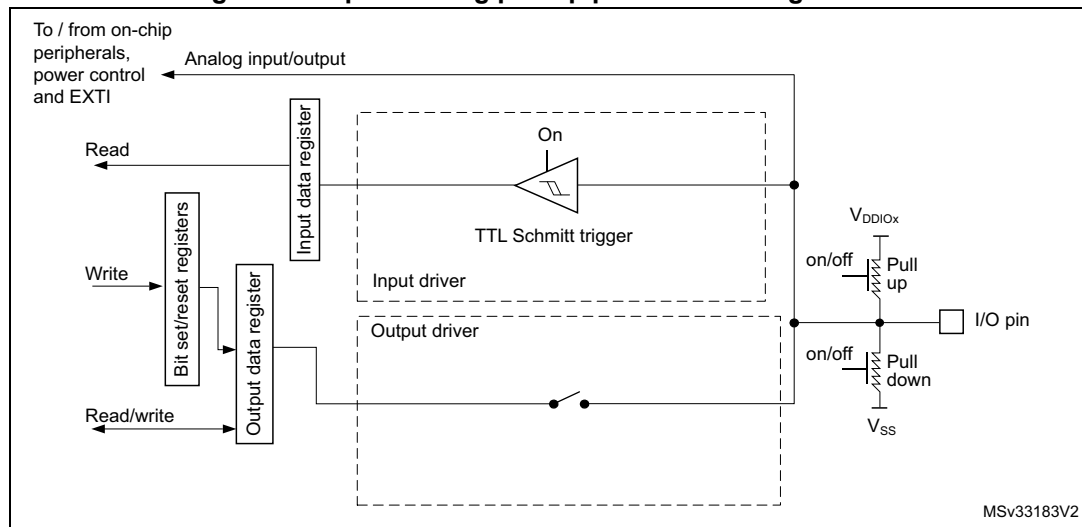 To / from on-chip
peripherals,
power control
and EXTI
Analog input/output
Read
Input data register
On
TTL Schmitt trigger
Input driver
Write
Bit set/reset registers
Output data register
Read/write
Output driver
VDDIOx
on/off
Pull
up
I/O pin
on/off
Pull
down
VSS
MSv33183V2